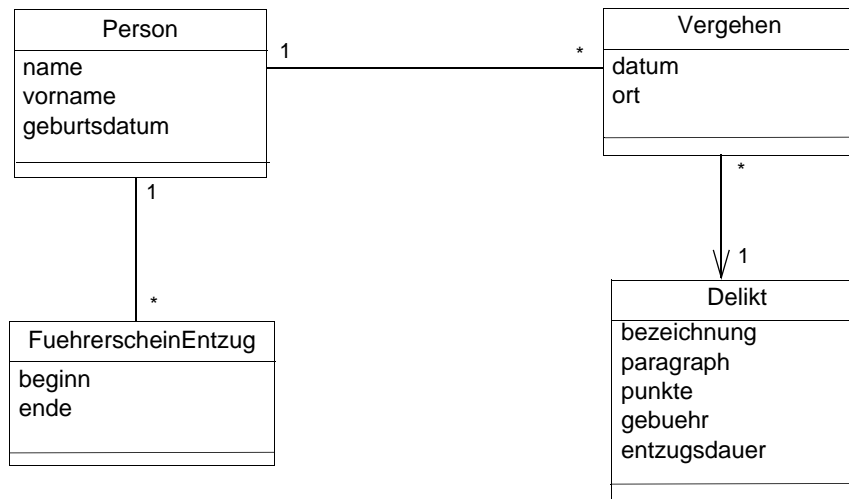 Person
name
vorname
geburtsdatum
1
*
Vergehen
datum
ort
*
1
1
*
FuehrerscheinEntzug
beginn
ende
Delikt
bezeichnung
paragraph
punkte
gebuehr
entzugsdauer